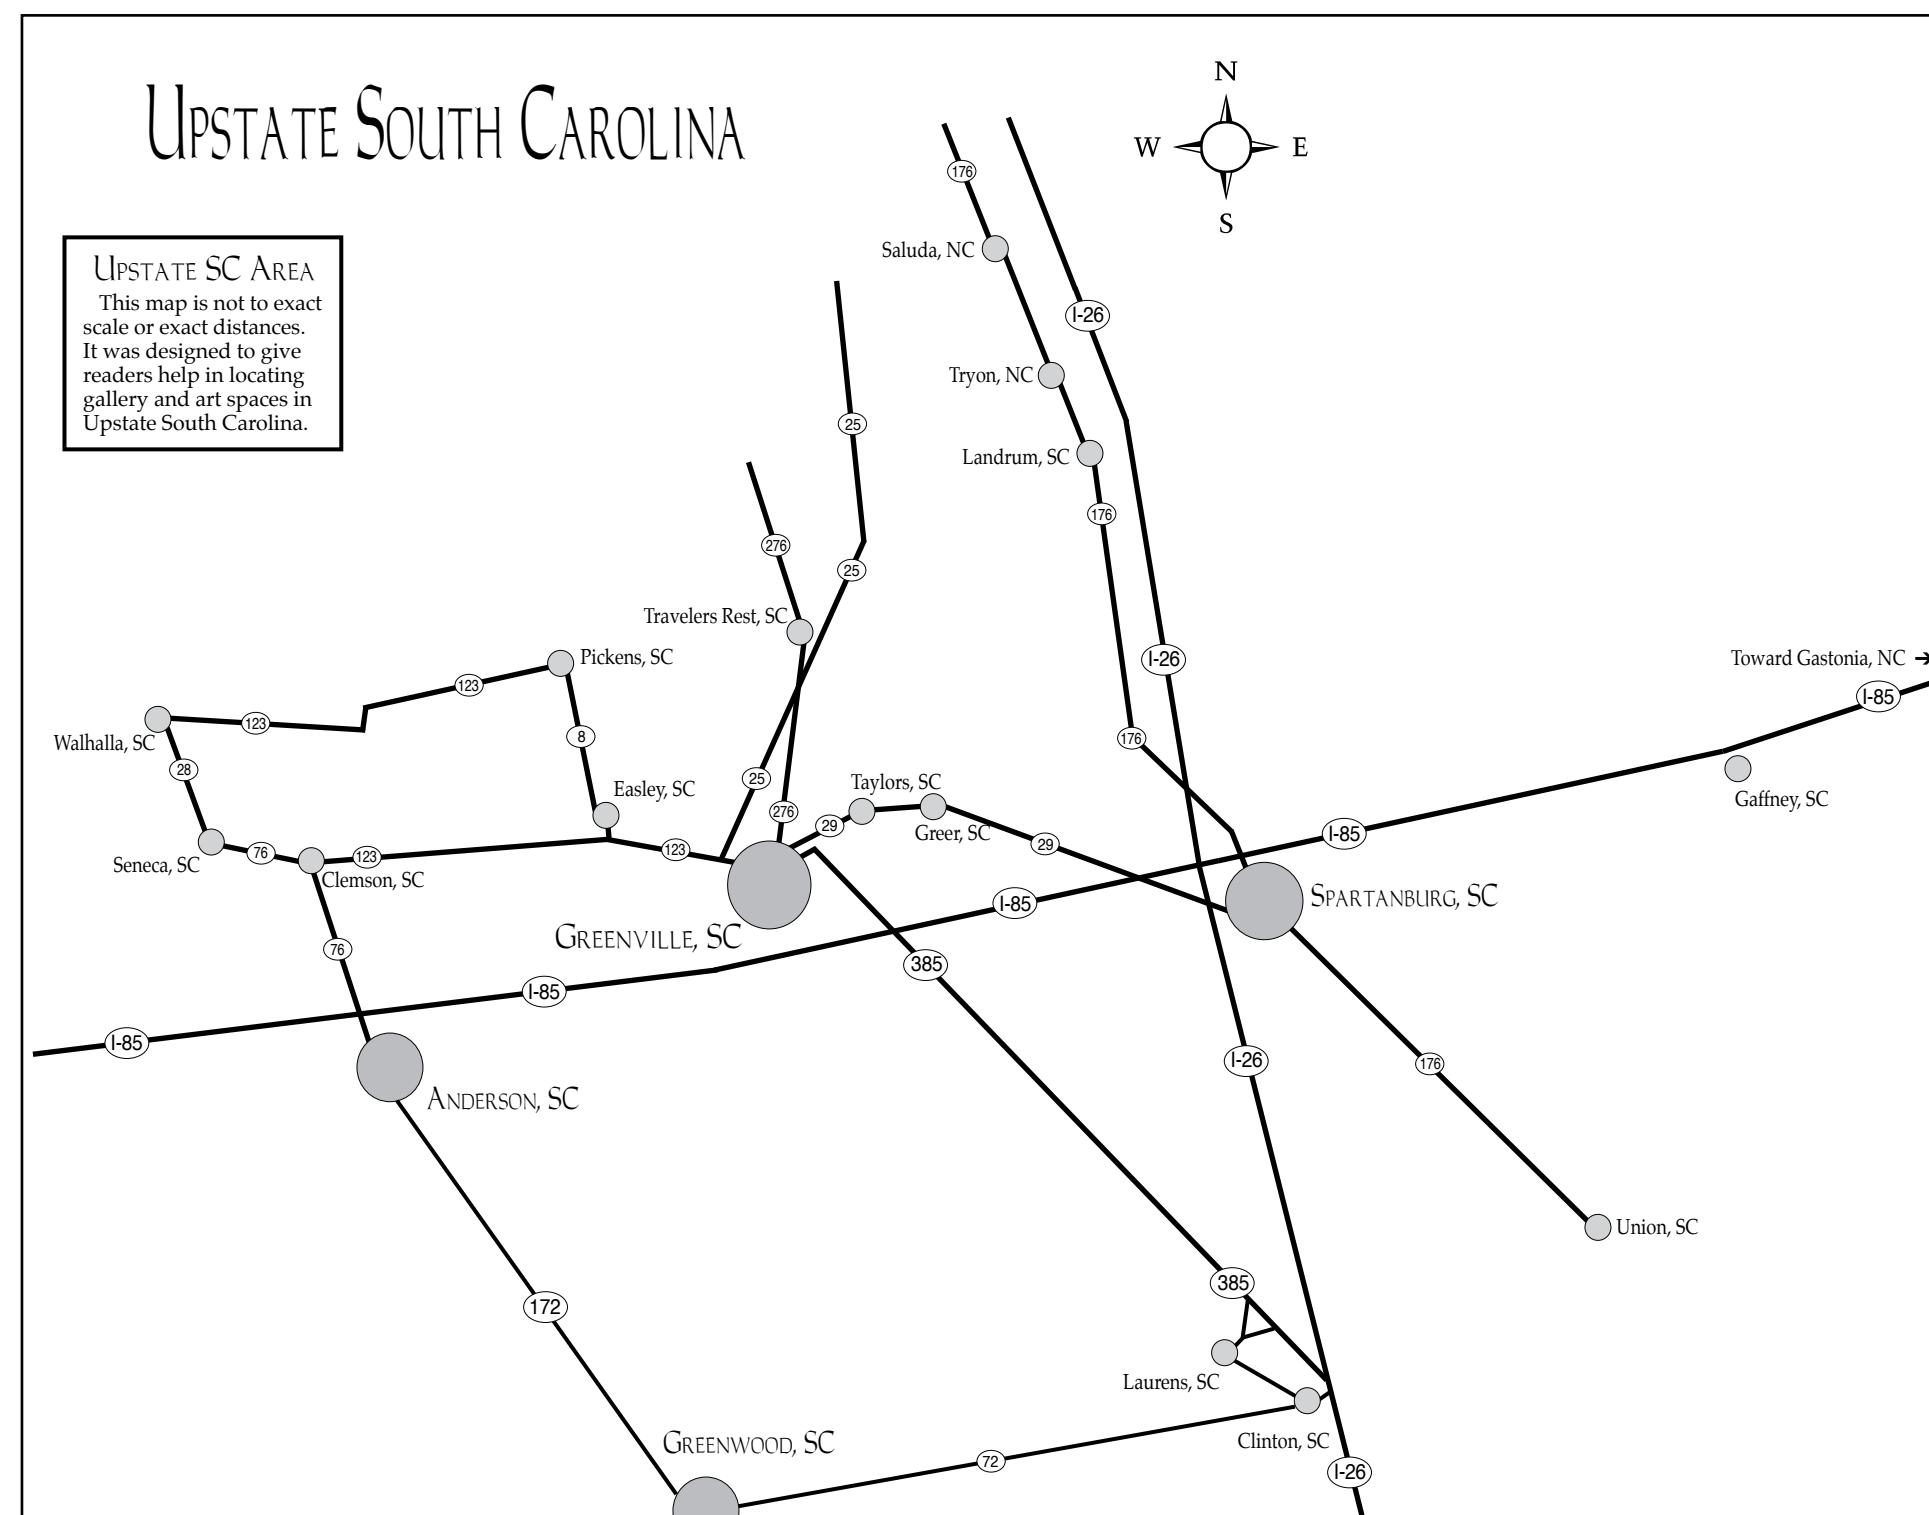 UPSTATE SOUTH CAROLINA
N
W
E
S
UPSTATE SC AREA
This map is not to exact
scale or exact distances.
It was designed to give
readers help in locating
gallery and art spaces in
Upstate South Carolina.
176
Saluda, NC
I-26
Tryon, NC
25
Landrum, SC
176
276
25
Travelers Rest, SC
Pickens, SC
I-26
Toward Gastonia, NC ➔
123
I-85
123
Walhalla, SC
8
176
28
25
Taylors, SC
Gaffney, SC
Easley, SC
276
29
Greer, SC
I-85
29
Seneca, SC
76
123
123
Clemson, SC
SPARTANBURG, SC
I-85
GREENVILLE, SC
76
385
I-85
I-85
I-26
176
ANDERSON, SC
Union, SC
385
172
Laurens, SC
GREENWOOD, SC
Clinton, SC
72
I-26